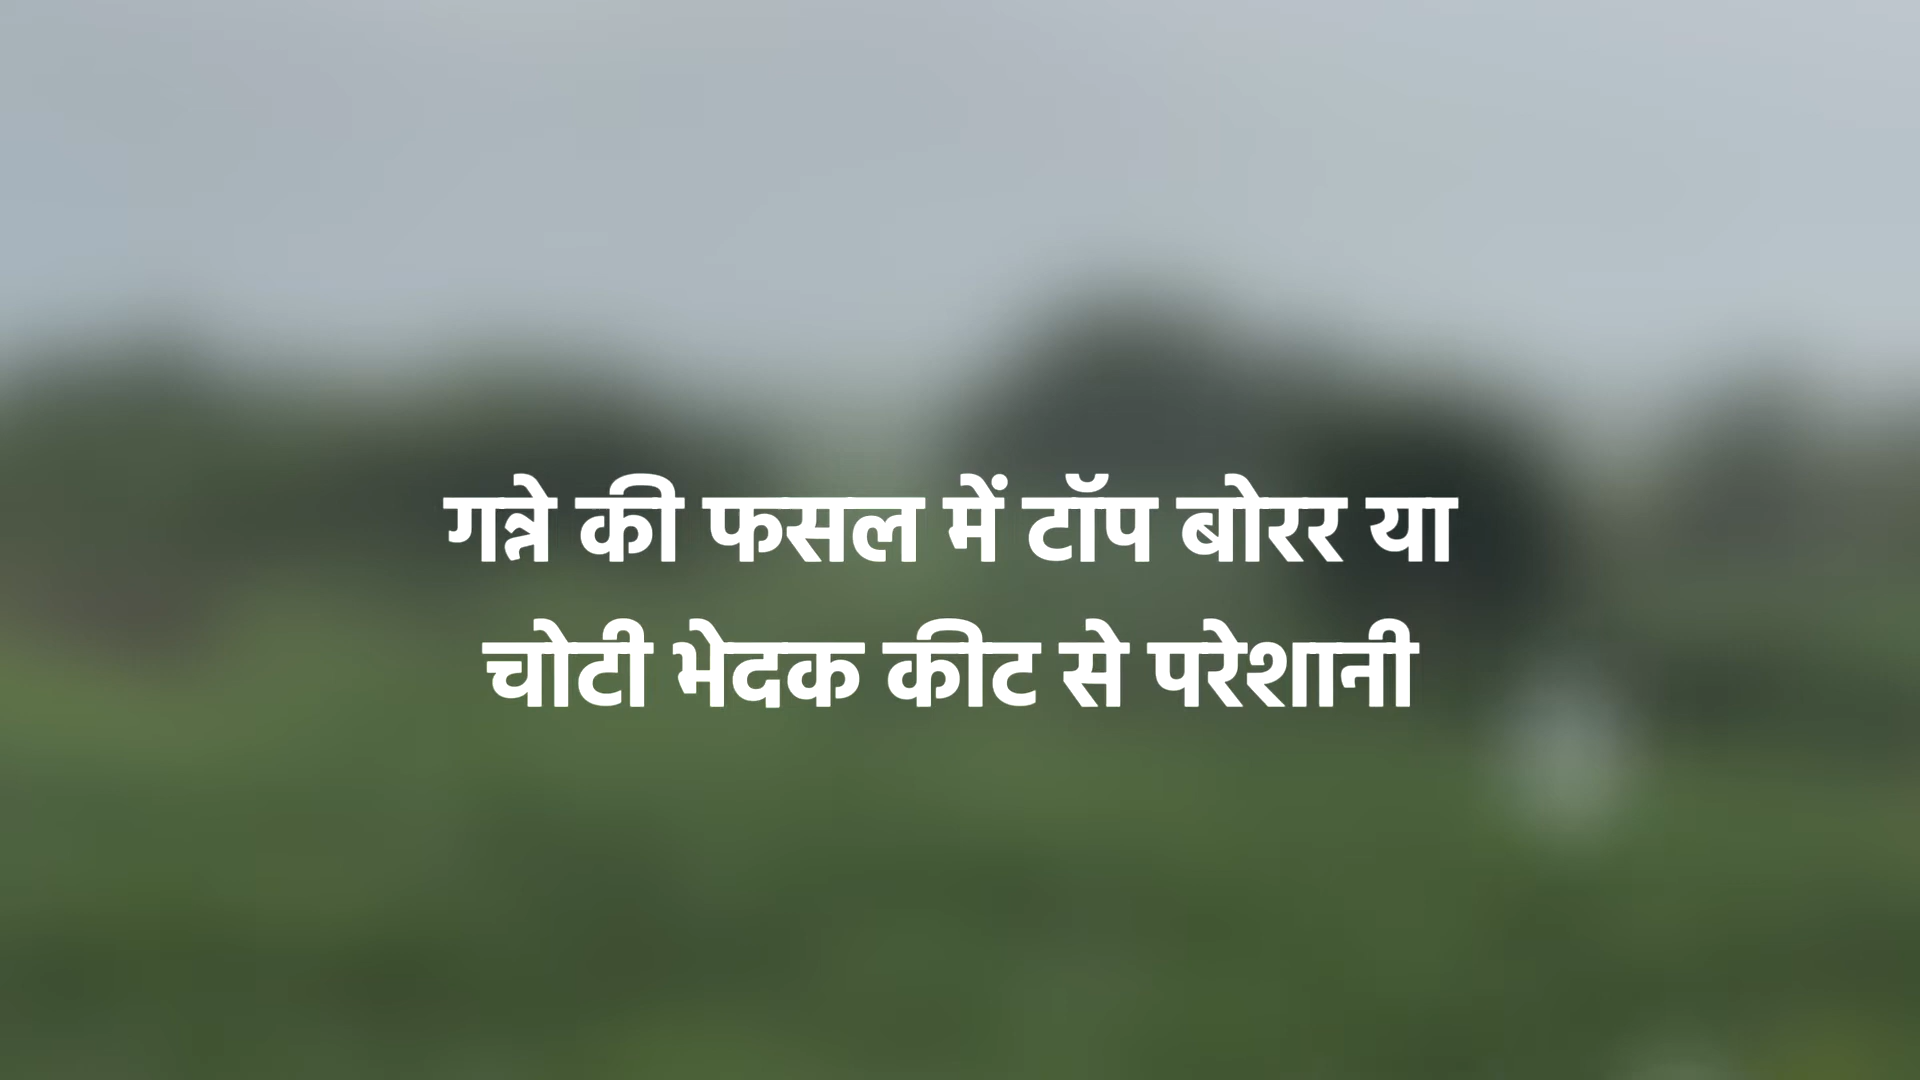 गन्ने की फसल में टॉप बोरर या
चोटी भेदक कीट से परेशानी